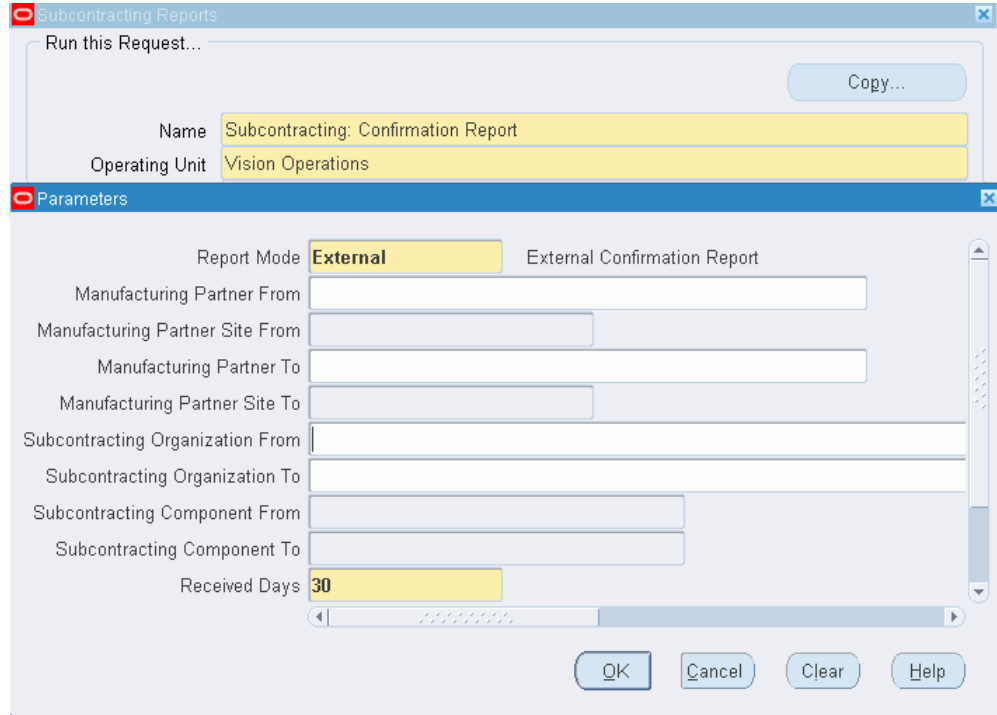 Subcontracting Reports
Run this Request...
Copy...
Name Subcontracting: Confirmation Report
Operating Unit Vision Operations
Parameters
Report Mode External External Confirmation Report
Manufacturing Partner From
Manufacturing Partner Site From
Manufacturing Partner To
Manufacturing Partner Site To
Subcontracting Organization From
Subcontracting Organization To
Subcontracting Component From
Subcontracting Component To
Received Days 30
OK Cancel Clear Help